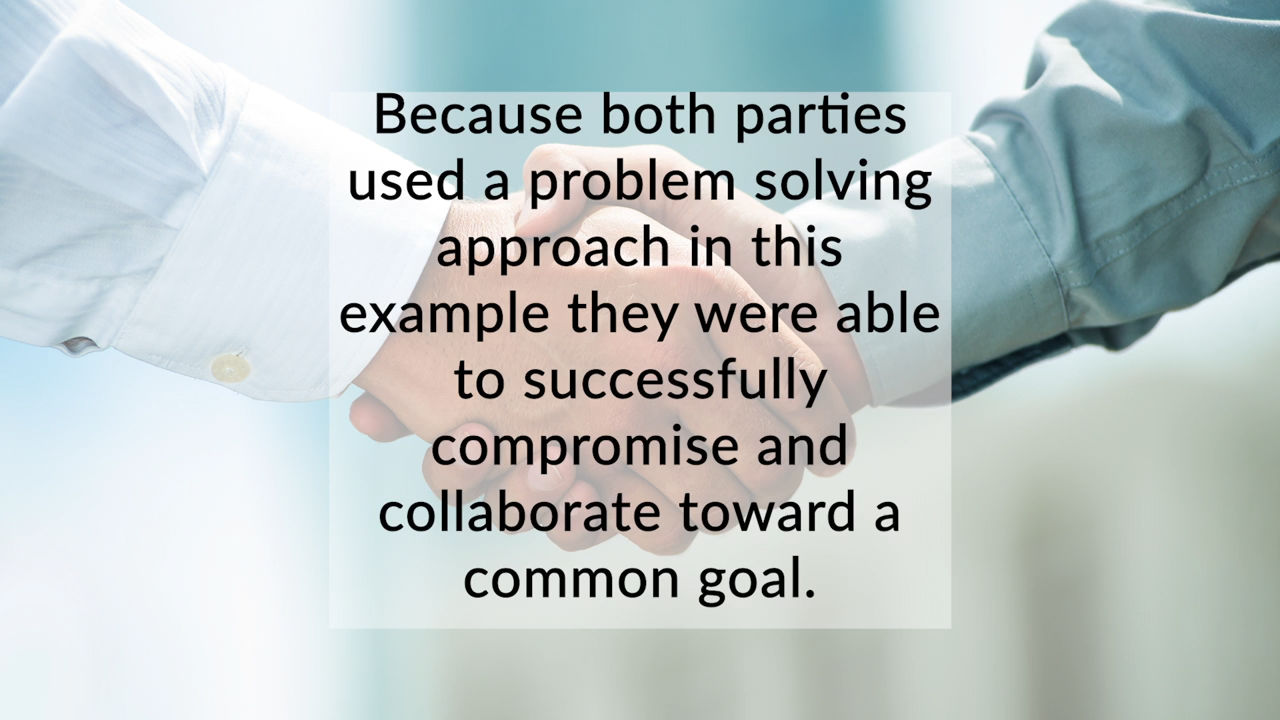 Because both parties
used a problem solving
approach in this
example they were able
to successfully
compromise and
collaborate toward a
common goal.